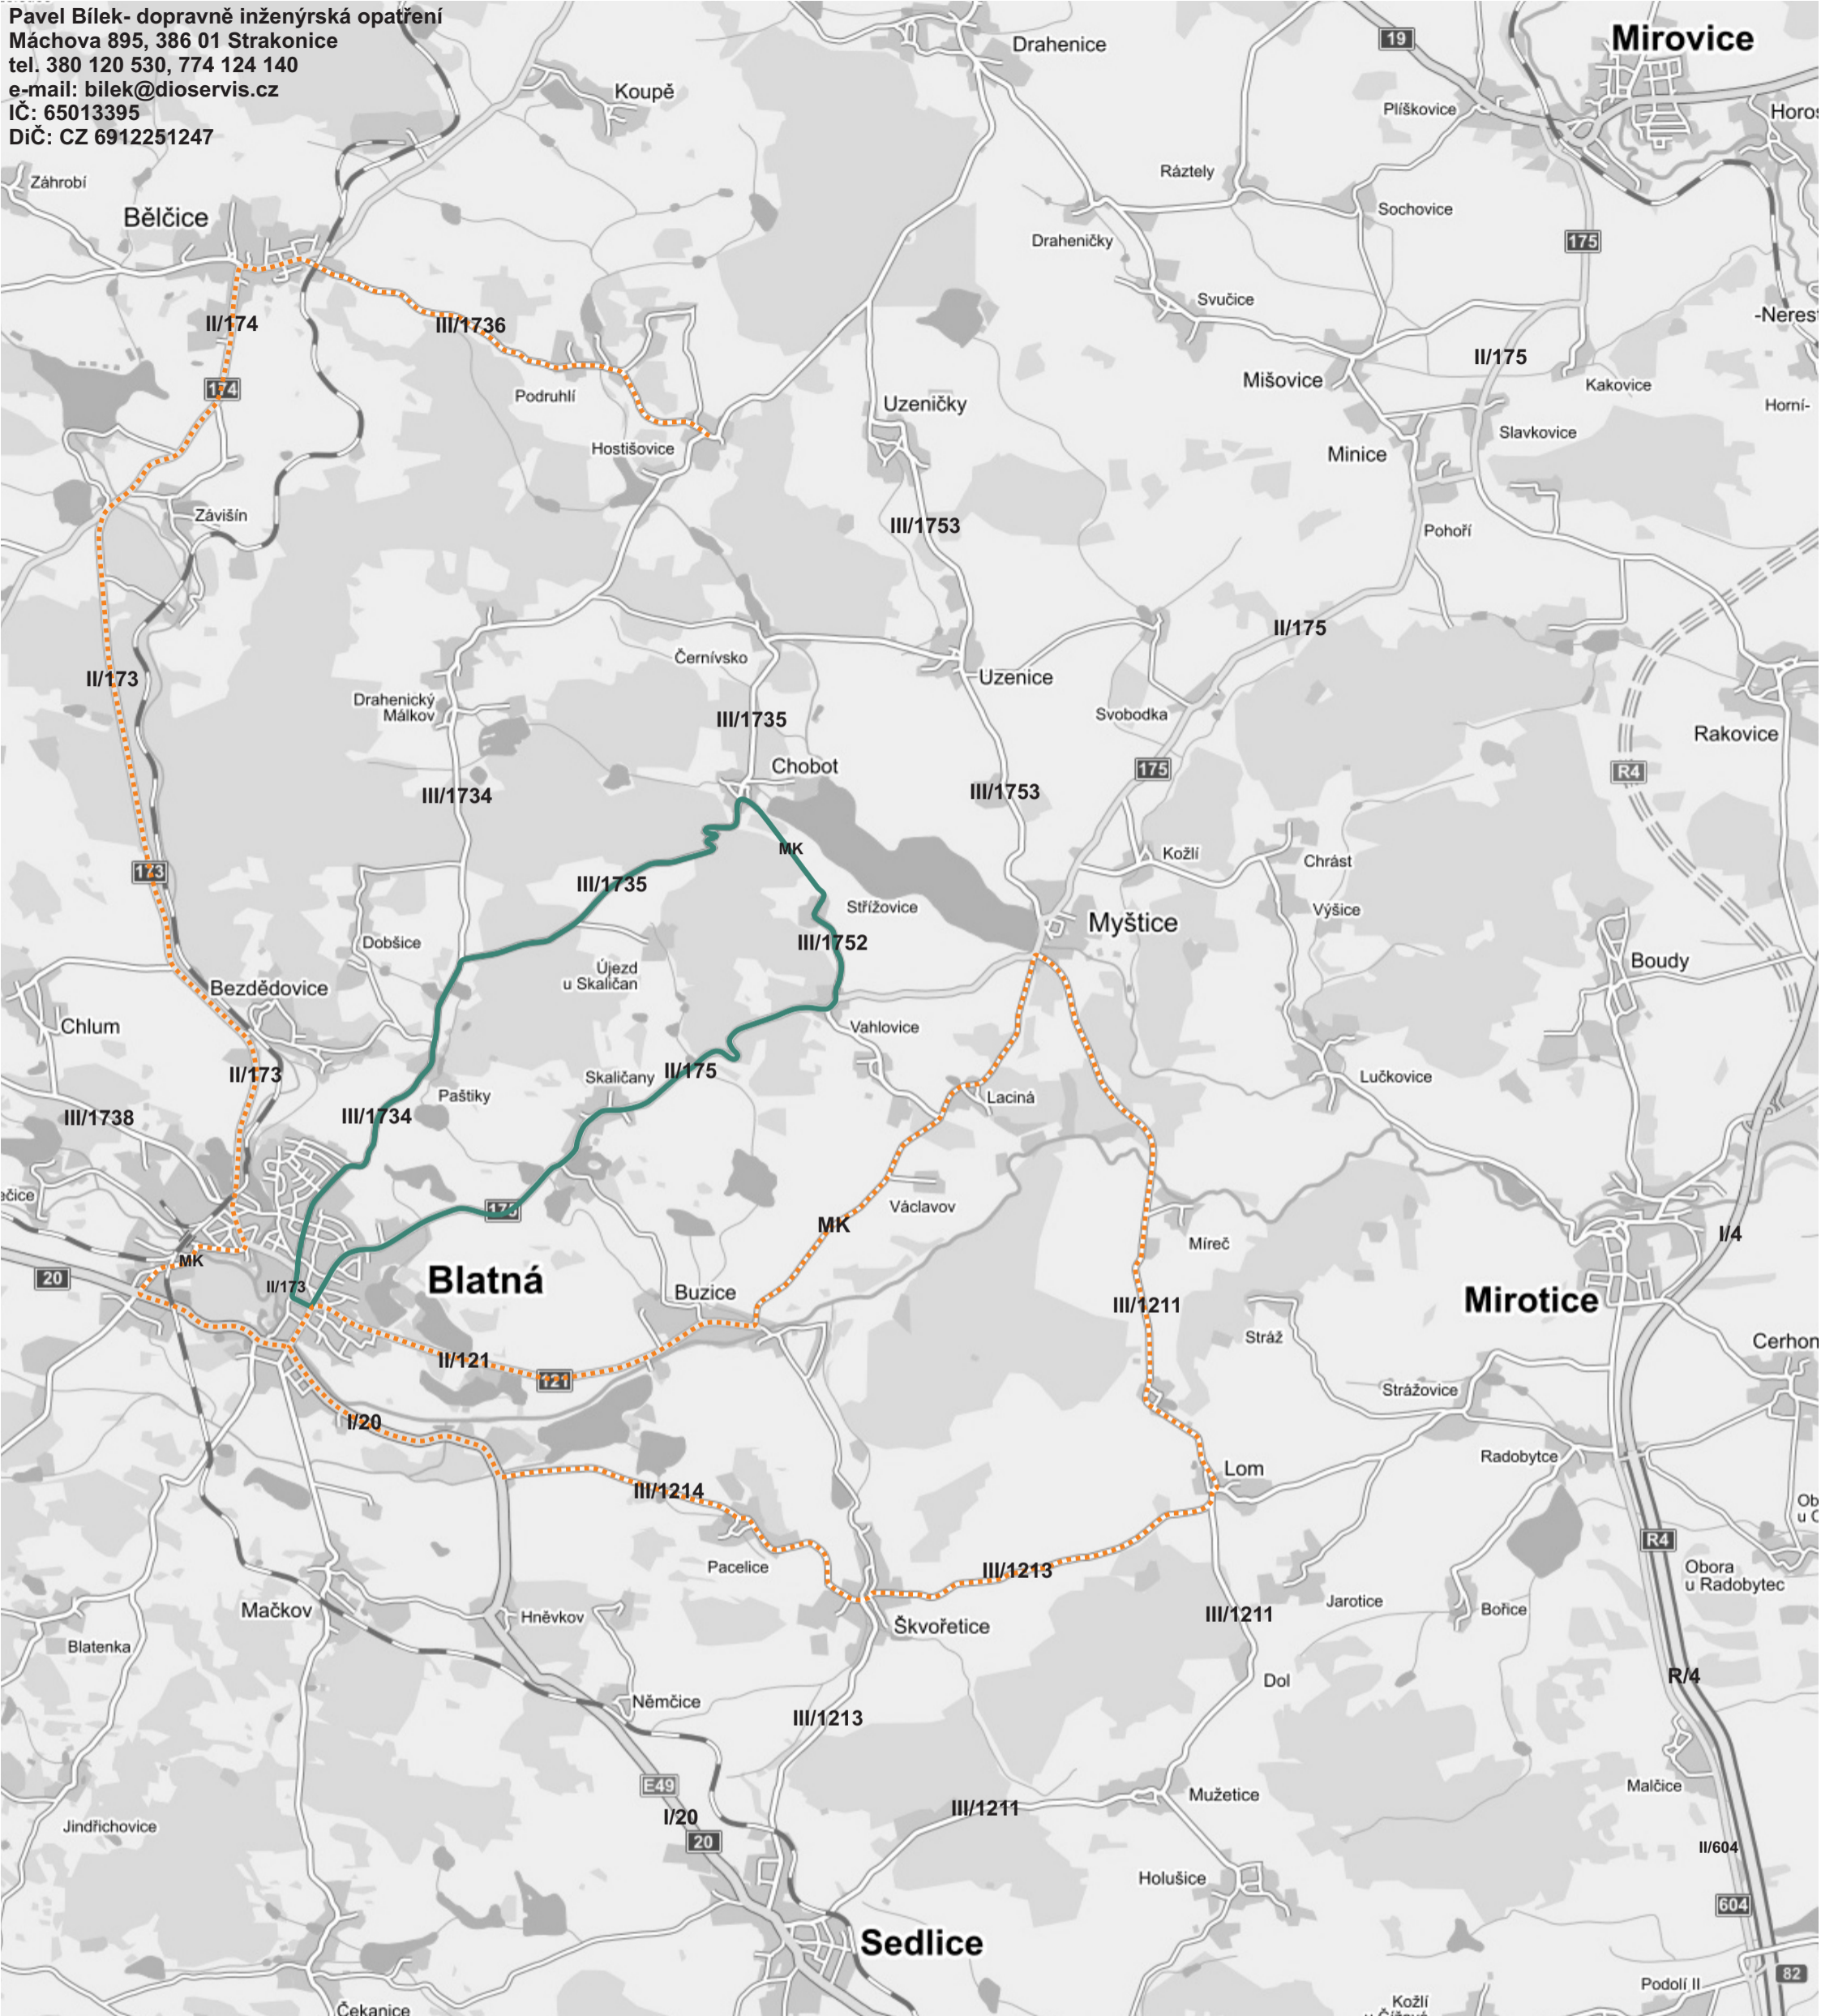 Pavel Bílek- dopravně inženýrská opatření
Máchova 895, 386 01 Strakonice
tel. 380 120 530, 774 124 140
e-mail: bilek@dioservis.cz
IČ: 65013395
DiČ: CZ 6912251247
Drahenice
19
Mirovice
Koupě
Plíškovice
Horos
Záhrobí
Ráztely
Bělčice
Sochovice
Draheničky
175
Svučice
II/174
III/1736
-Nerest
II/175
174
Podruhlí
Mišovice
Kakovice
Uzeničky
Horní-
Hostišovice
Slavkovice
Minice
Závišín
III/1753
Pohoří
II/175
Černívsko
II/173
Uzenice
Drahenický
Málkov
III/1735
Svobodka
Rakovice
Chobot
175
R4
III/1734
III/1753
MK
Kožlí
Chrást
173
III/1735
Střížovice
Výšice
Myštice
Dobšice
III/1752
Boudy
Újezd
u Skaličan
Bezdědovice
Chlum
Vahlovice
II/173
Skaličany
II/175
Lučkovice
Paštiky
Laciná
III/1738
III/1734
ečice
175
Václavov
MK
Míreč
I/4
MK
20
II/173
Blatná
Buzice
Mirotice
III/1211
Stráž
Cerhon
II/121
121
Strážovice
I/20
Radobytce
Lom
III/1214
Ob
u O
R4
Pacelice
III/1213
Obora
u Radobytec
Mačkov
Hněvkov
Jarotice
Bořice
III/1211
Škvořetice
Blatenka
Dol
R/4
Němčice
III/1213
E49
Malčice
Mužetice
III/1211
I/20
Jindřichovice
20
II/604
Holušice
604
Sedlice
82
Podolí II
Kožlí
Čekanice